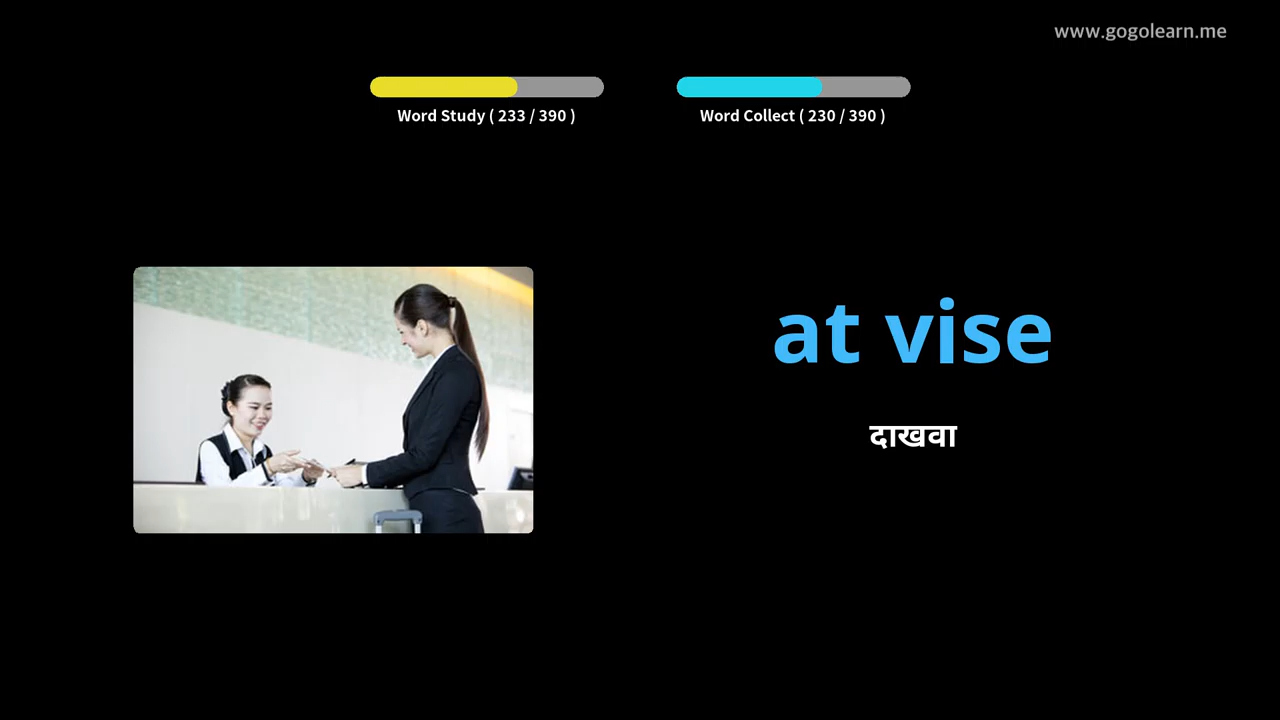 www.gogolearn.me
Word Study ( 233 / 390 )
Word Collect ( 230 / 390 )
at vise
दाखवा